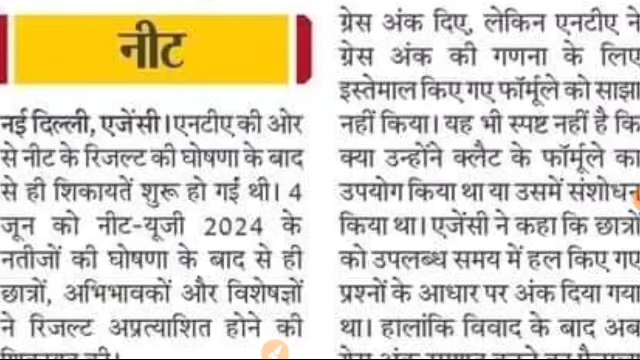 नीट
नई दिल्ली, एजेंसी। एनटीए की ओर
से नीट के रिजल्ट की घोषणा के बाद
से ही शिकायतें शुरू हो गई थी। 4
जून को नीट-यूजी 2024 के
नतीजों की घोषणा के बाद से ही
छात्रों, अभिभावकों और विशेषज्ञों
ने रिजल्ट अप्रत्याशित होने की
ग्रेस अंक दिए, लेकिन एनटीए ने
ग्रेस अंक की गणना के लिए
इस्तेमाल किए गए फॉर्मूले को साझा
नहीं किया। यह भी स्पष्ट नहीं है कि
क्या उन्होंने क्लैट के फॉर्मूले का
उपयोग किया था या उसमें संशोधन
किया था। एजेंसी ने कहा कि छात्रों
को उपलब्ध समय में हल किए गए
प्रश्नों के आधार पर अंक दिया गया
था। हालांकि विवाद के बाद अब